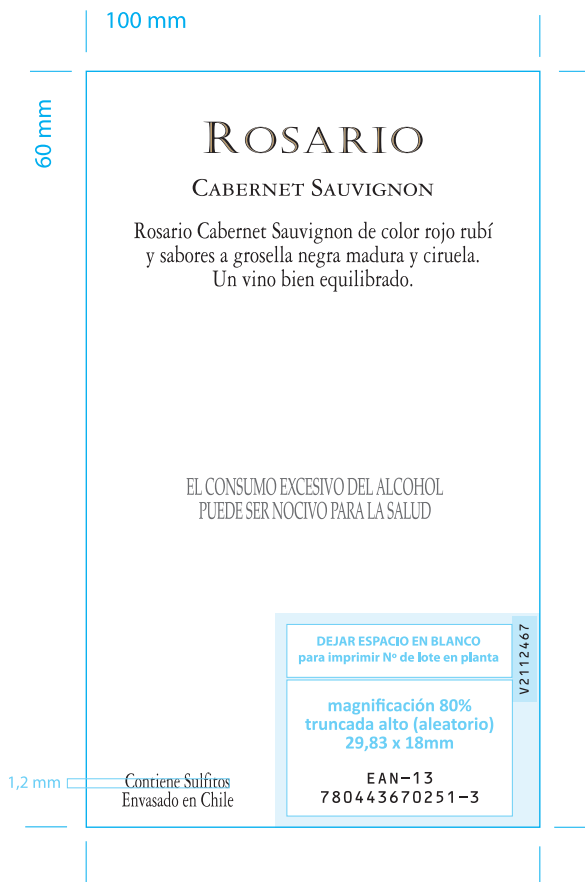 100 mm
60 mm
ROSARIO
CABERNET SAUVIGNON
Rosario Cabernet Sauvignon de color rojo rubí
y sabores a grosella negra madura y ciruela.
Un vino bien equilibrado.
EL CONSUMO EXCESIVO DEL ALCOHOL
PUEDE SER NOCIVO PARA LA SALUD
DEJAR ESPACIO EN BLANCO
para imprimir Nº de lote en planta
V2112467
magnificación 80%
truncada alto (aleatorio)
29,83 x 18mm
EAN-13
780443670251-3
1,2 mm
Contiene Sulfitos
Envasado en Chile